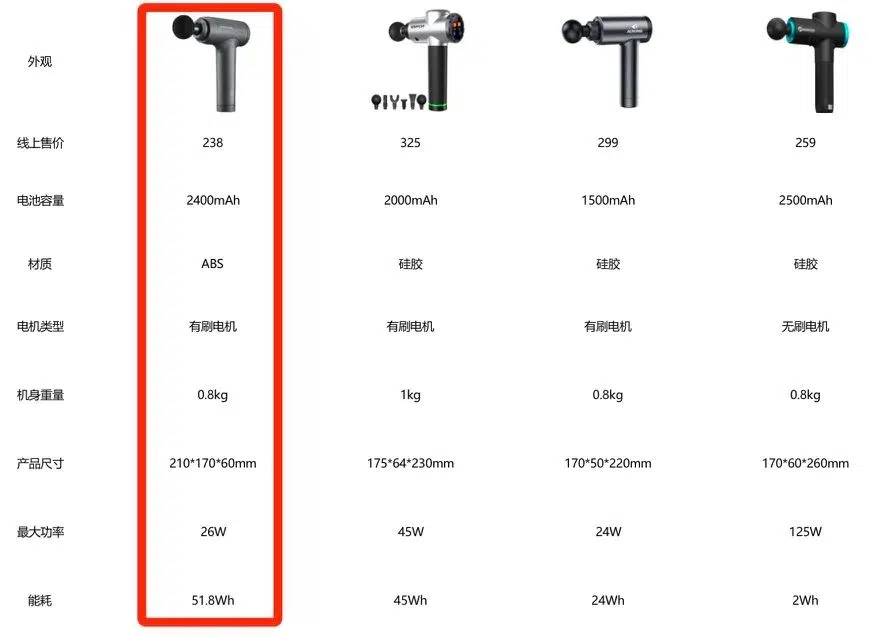 外观
线上售价 238 325 299 259
电池容量 2400mAh 2000mAh 1500mAh 2500mAh
材质 ABS 硅胶 硅胶 硅胶
电机类型 有刷电机 有刷电机 有刷电机 无刷电机
机身重量 0.8kg 1kg 0.8kg 0.8kg
产品尺寸 210*170*60mm 175*64*230mm 170*50*220mm 170*60*260mm
最大功率 26W 45W 24W 125W
能耗 51.8Wh 45Wh 24Wh 2Wh